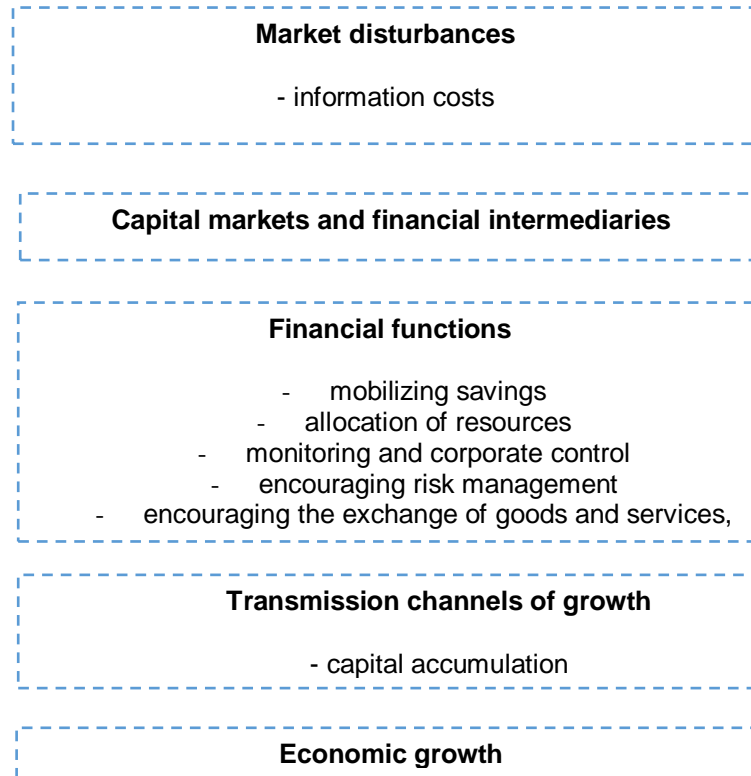 Market disturbances
- information costs
Capital markets and financial intermediaries
Financial functions
- mobilizing savings
- allocation of resources
- monitoring and corporate control
- encouraging risk management
- encouraging the exchange of goods and services,
Transmission channels of growth
- capital accumulation
Economic growth